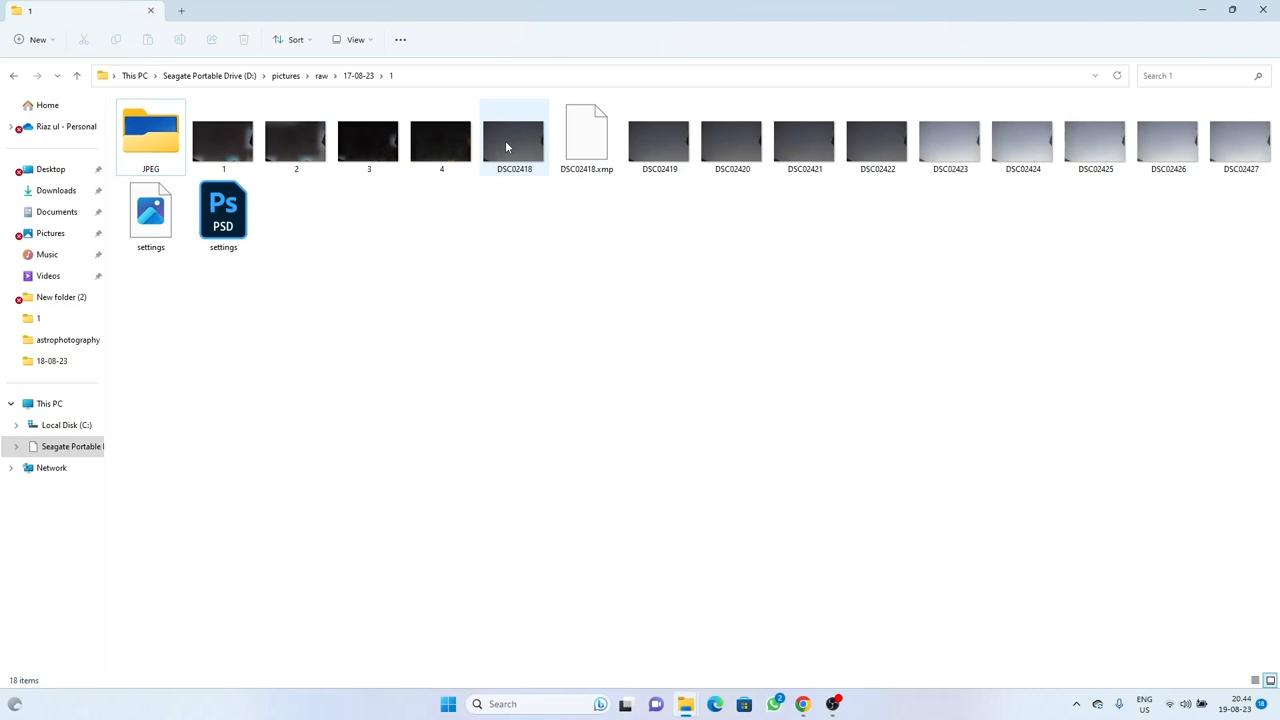 1
New
Sort
View
This PC
Seagate Portable Drive (D:)
pictures
raw
17-08-23
1
Search 1
Home
Riaz ul - Personal
Desktop
Downloads
Documents
Pictures
Music
Videos
New folder (2)
1
astrophotography
18-08-23
This PC
Local Disk (C:)
Seagate Portable
Network
JPEG
1
2
3
4
DSC02418
DSC02418.xmp
DSC02419
DSC02420
DSC02421
DSC02422
DSC02423
DSC02424
DSC02425
DSC02426
DSC02427
settings
Ps
PSD
settings
18 items
Search
2
ENG
US
20.44
19-08-23
18